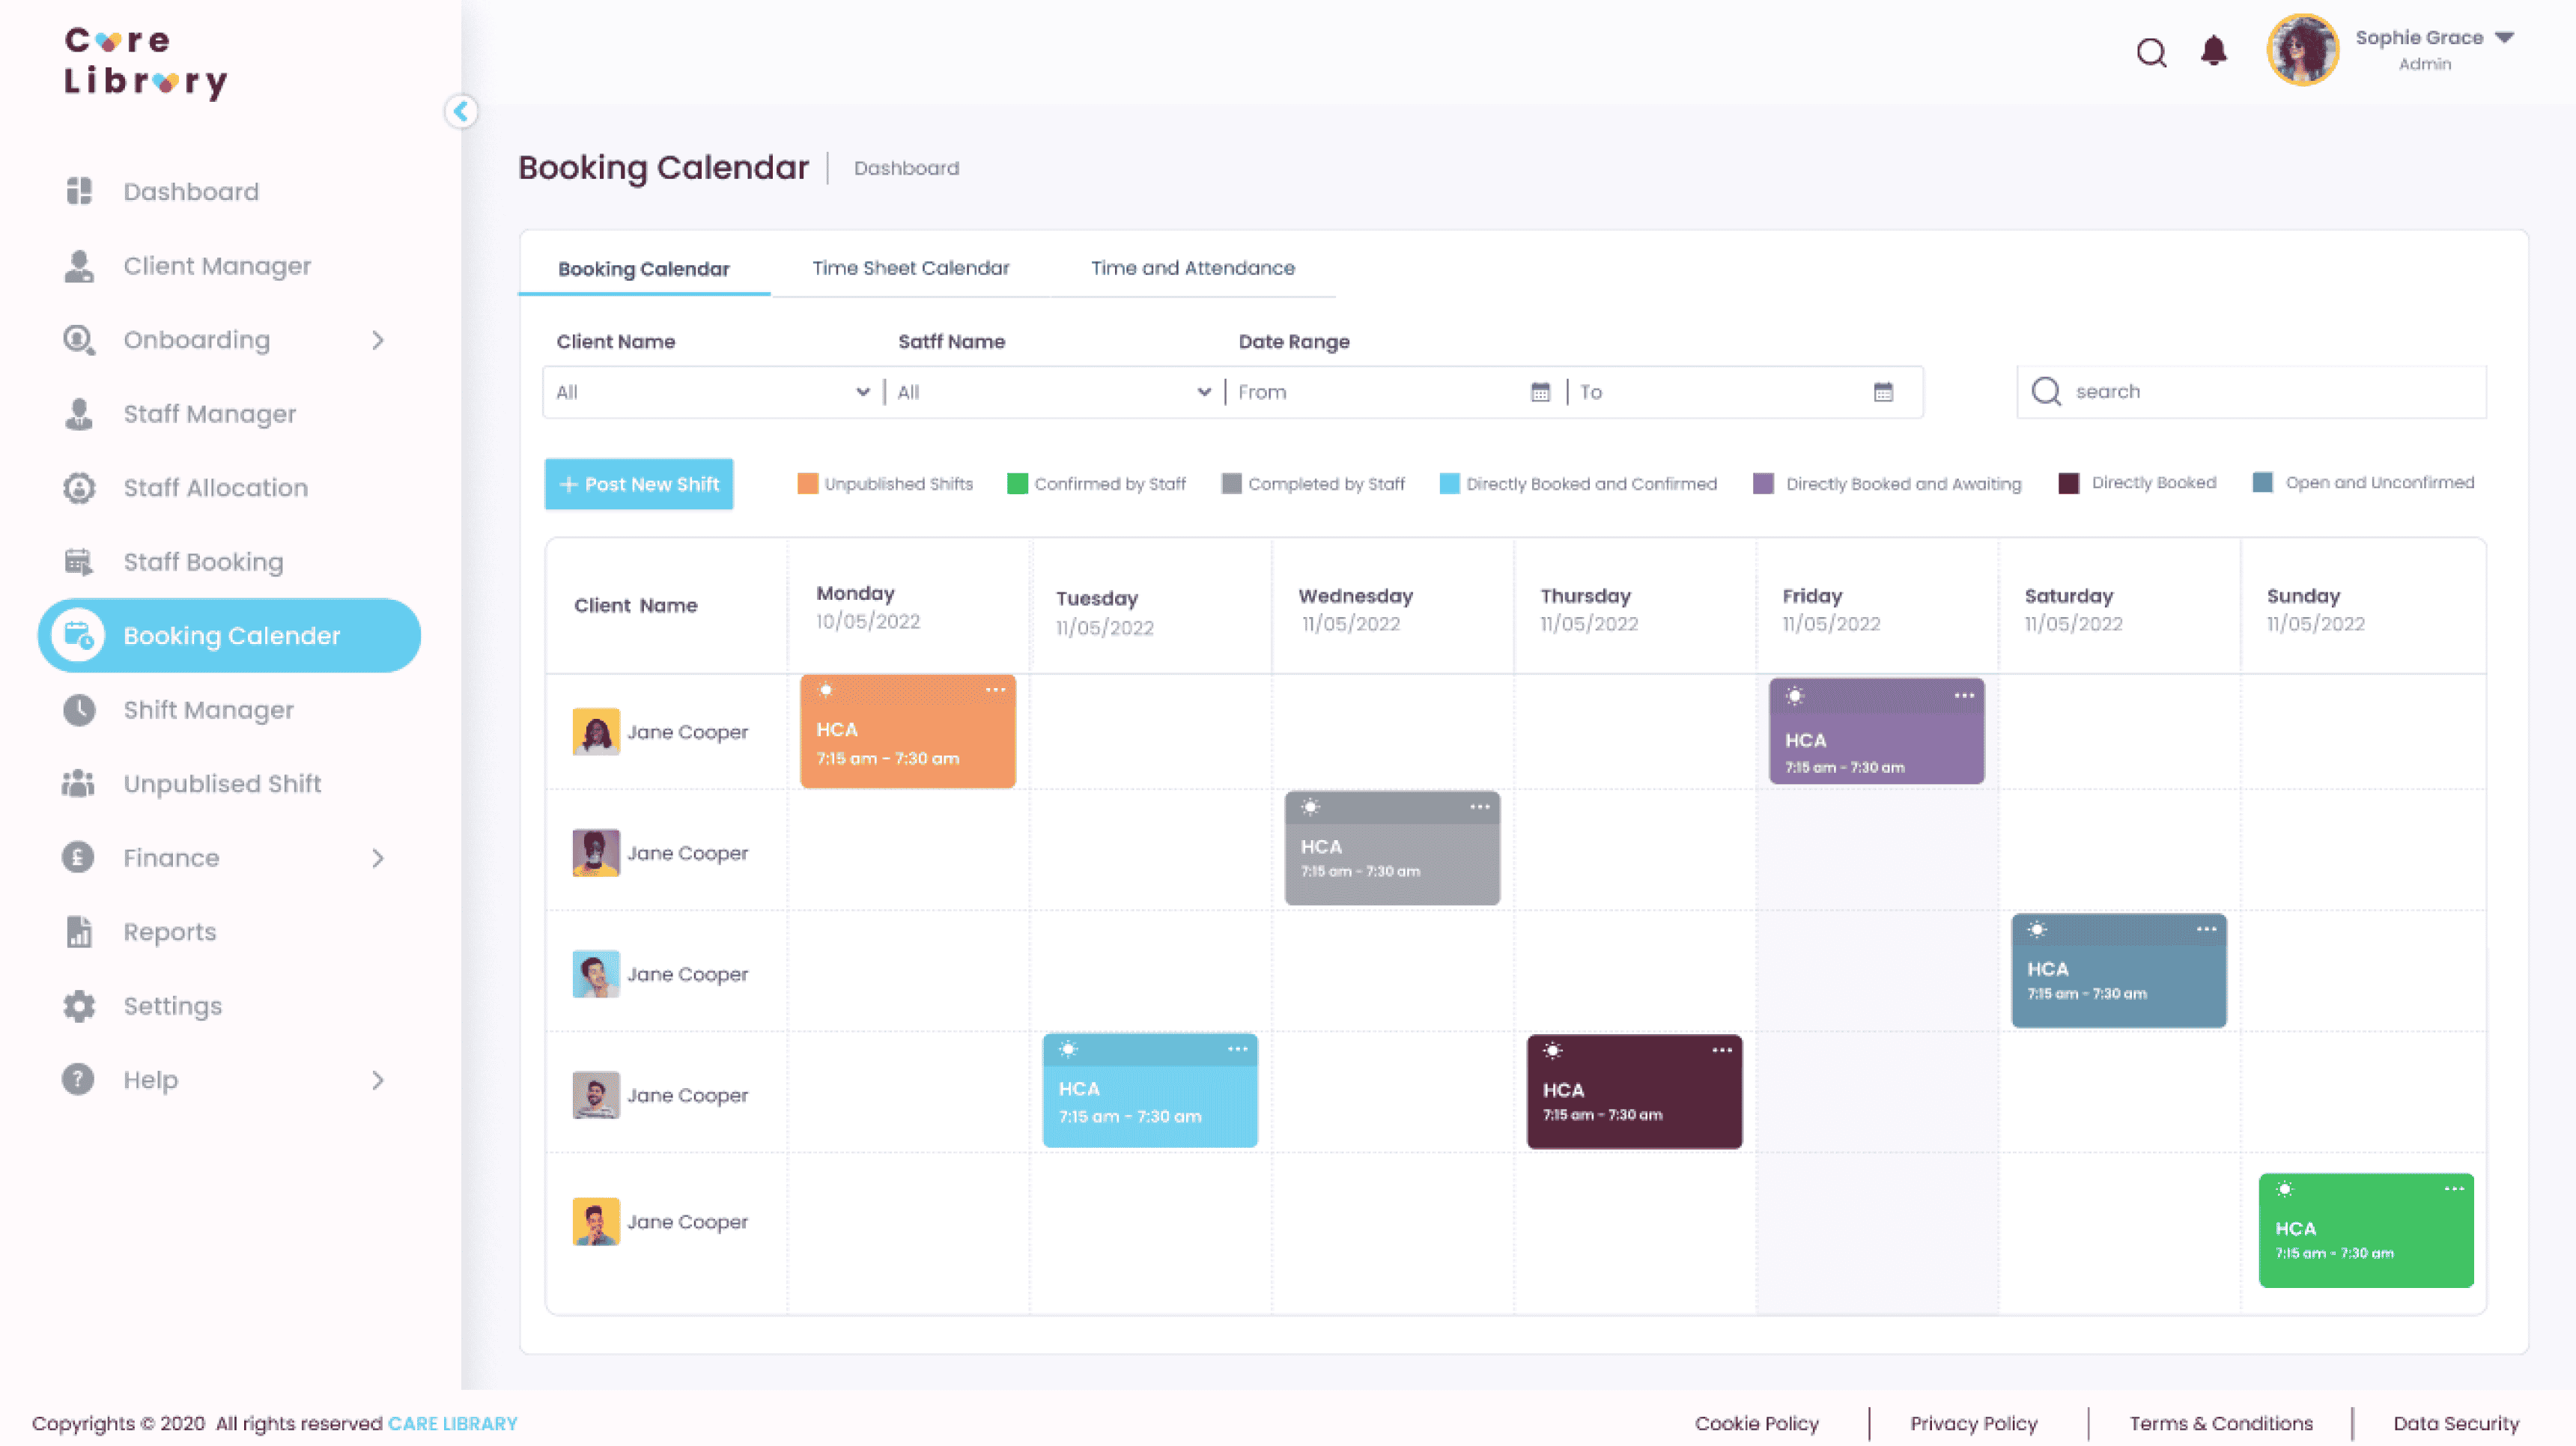 Care
Library
Sophie Grace
Admin
Booking Calendar
Dashboard
Dashboard
Client Manager
Onboarding
Staff Manager
Staff Allocation
Staff Booking
Booking Calender
Shift Manager
Unpublised Shift
Finance
Reports
Settings
Help
Booking Calendar Time Sheet Calendar Time and Attendance
Client Name Satff Name Date Range
All All From To search
+ Post New Shift Unpublished Shifts Confirmed by Staff Completed by Staff Directly Booked and Confirmed Directly Booked and Awaiting Directly Booked Open and Unconfirmed
Client Name Monday Tuesday Wednesday Thursday Friday Saturday Sunday
10/05/2022 11/05/2022 11/05/2022 11/05/2022 11/05/2022 11/05/2022 11/05/2022
Jane Cooper
HCA
7:15 am - 7:30 am
HCA
7:15 am - 7:30 am
Jane Cooper
HCA
7:15 am - 7:30 am
Jane Cooper
HCA
7:15 am - 7:30 am
Jane Cooper
HCA
7:15 am - 7:30 am
HCA
7:15 am - 7:30 am
Jane Cooper
HCA
7:15 am - 7:30 am
Copyrights © 2020 All rights reserved CARE LIBRARY Cookie Policy Privacy Policy Terms & Conditions Data Security